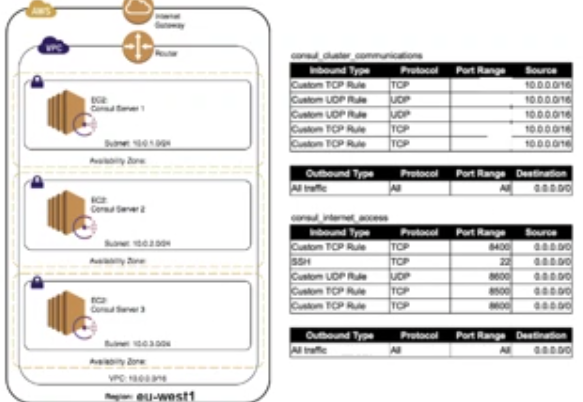 AWS
Internet
Gateway
VPC
Router
EC2:
Consul Server 1
Subnet: 10.0.1.0/24
Availability Zone:
EC2:
Consul Server 2
Subnet: 10.0.2.0/24
Availability Zone:
EC2:
Consul Server 3
Subnet: 10.0.3.0/24
Availability Zone:
VPC: 10.0.0.0/16
Region: eu-west1
consul_cluster_communications
Inbound Type Protocol Port Range Source
Custom TCP Rule TCP 10.0.0.0/16
Custom UDP Rule UDP 10.0.0.0/16
Custom UDP Rule UDP 10.0.0.0/16
Custom TCP Rule TCP 10.0.0.0/16
Custom TCP Rule TCP 10.0.0.0/16
Outbound Type Protocol Port Range Destination
All traffic All All 0.0.0.0/0
consul_internet_access
Inbound Type Protocol Port Range Source
Custom TCP Rule TCP 8400 0.0.0.0/0
SSH TCP 22 0.0.0.0/0
Custom UDP Rule UDP 8600 0.0.0.0/0
Custom TCP Rule TCP 8500 0.0.0.0/0
Custom TCP Rule TCP 8600 0.0.0.0/0
Outbound Type Protocol Port Range Destination
All traffic All All 0.0.0.0/0